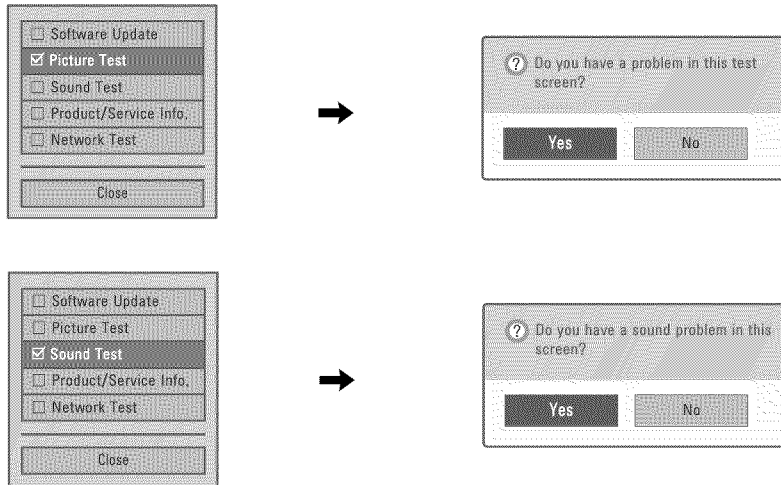 Software Update
Picture Test
Sound Test
Product/Service Info.
Network Test
Close
? Do you have a problem in this test
screen?
Yes No
Software Update
Picture Test
Sound Test
Product/Service Info.
Network Test
Close
? Do you have a sound problem in this
screen?
Yes No